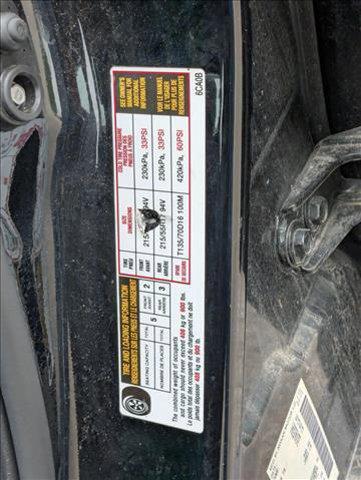 TIRE AND LOADING INFORMATION
RENSEIGNEMENTS SUR LES PNEUS ET LE CHARGEMENT
SEATING CAPACITY TOTAL 5 FRONT AVANT 2
NOMBRE DE PLACES TOTAL REAR ARRIÈRE 3
The combined weight of occupants
and cargo should never exceed 408 kg or 900 lbs.
Le poids total des occupants et du chargement ne doit
jamais dépasser 408 kg ou 900 lb.
TIRE PNEU
SIZE DIMENSIONS
COLD TIRE PRESSURE
PRESSION DES PNEUS À FROID
FRONT AVANT 215/ 94V 230kPa, 33PSI
REAR ARRIÈRE 215/55R17 94V 230kPa, 33PSI
SPARE DE SECOURS T135/70D16 100M 420kPa, 60PSI
SEE OWNER'S
MANUAL FOR
ADDITIONAL
INFORMATION
VOIR LE MANUEL
DE L'USAGER
POUR PLUS DE
RENSEIGNEMENTS
6CA0B